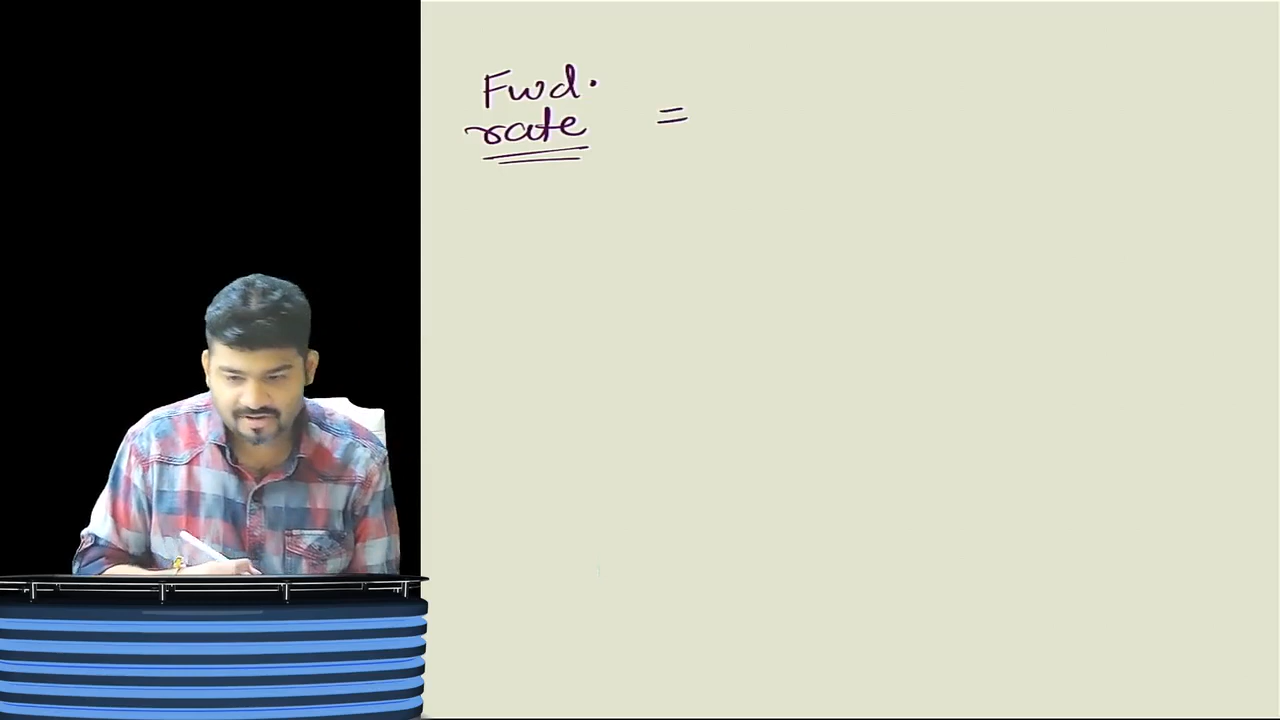 Fwd.
rate =